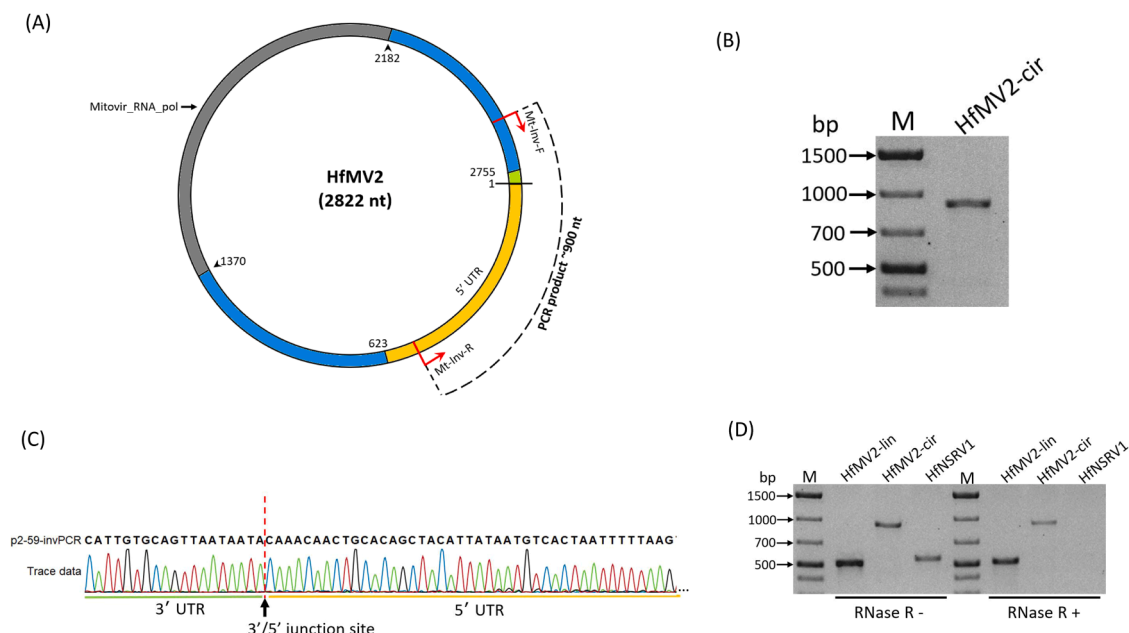 (A)
2182
Mitovir_RNA_pol
Mt-Inv-F
HfMV2
(2822 nt)
2755
1
PCR product ~900 nt
1370
5´ UTR
623
Mt-Inv-R
(B)
HfMV2-cir
bp
M
1500
1000
700
500
(C)
p2-59-invPCR
CATTGTGCAGTTAATAATACAAACAACTGCACAGCTACATTATAATGTCACTAATTTTTAAG
Trace data
...
3´ UTR
5´ UTR
3´/5´ junction site
(D)
HfMV2-lin
HfMV2-cir
HfNSRV1
HfMV2-lin
HfMV2-cir
HfNSRV1
bp
M
M
1500
1000
700
500
RNase R -
RNase R +